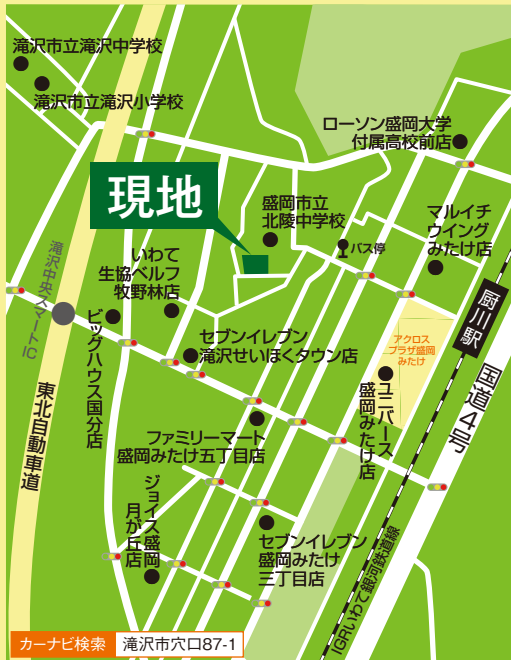 滝沢市立滝沢中学校
滝沢市立滝沢小学校
ローソン盛岡大学
付属高校前店
現地
盛岡市立
北陵中学校
バス停
マルイチ
ウイング
みたけ店
いわて
生協ベルフ
牧野林店
滝沢中央スマートIC
ビッグハウス国分店
セブンイレブン
滝沢せいほくタウン店
アクロス
プラザ盛岡
みたけ
厨川駅
国道4号
ユニバース
盛岡みたけ店
東北自動車道
ファミリーマート
盛岡みたけ五丁目店
ジョイス盛岡
月が丘店
セブンイレブン
盛岡みたけ
三丁目店
IGRいわて銀河鉄道線
カーナビ検索 滝沢市穴口87-1